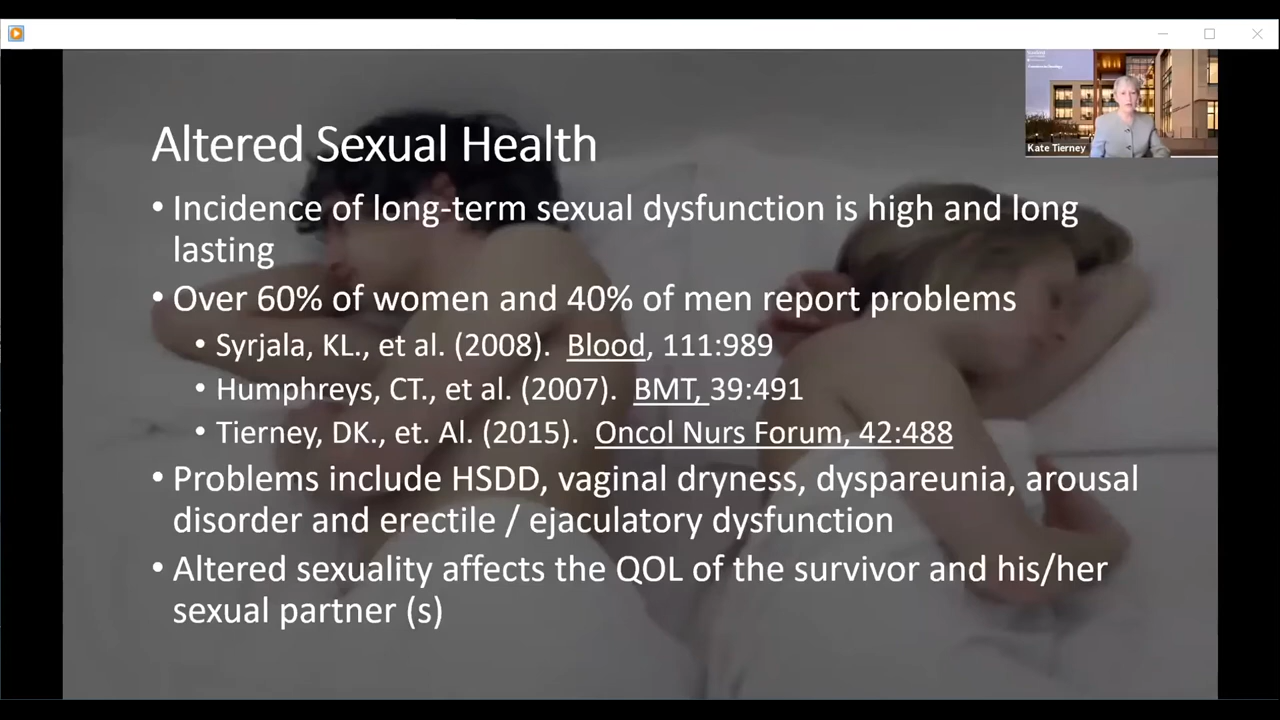 Kate Tierney
Altered Sexual Health
• Incidence of long-term sexual dysfunction is high and long
lasting
• Over 60% of women and 40% of men report problems
• Syrjala, KL., et al. (2008). Blood, 111:989
• Humphreys, CT., et al. (2007). BMT, 39:491
• Tierney, DK., et. Al. (2015). Oncol Nurs Forum, 42:488
• Problems include HSDD, vaginal dryness, dyspareunia, arousal
disorder and erectile / ejaculatory dysfunction
• Altered sexuality affects the QOL of the survivor and his/her
sexual partner (s)